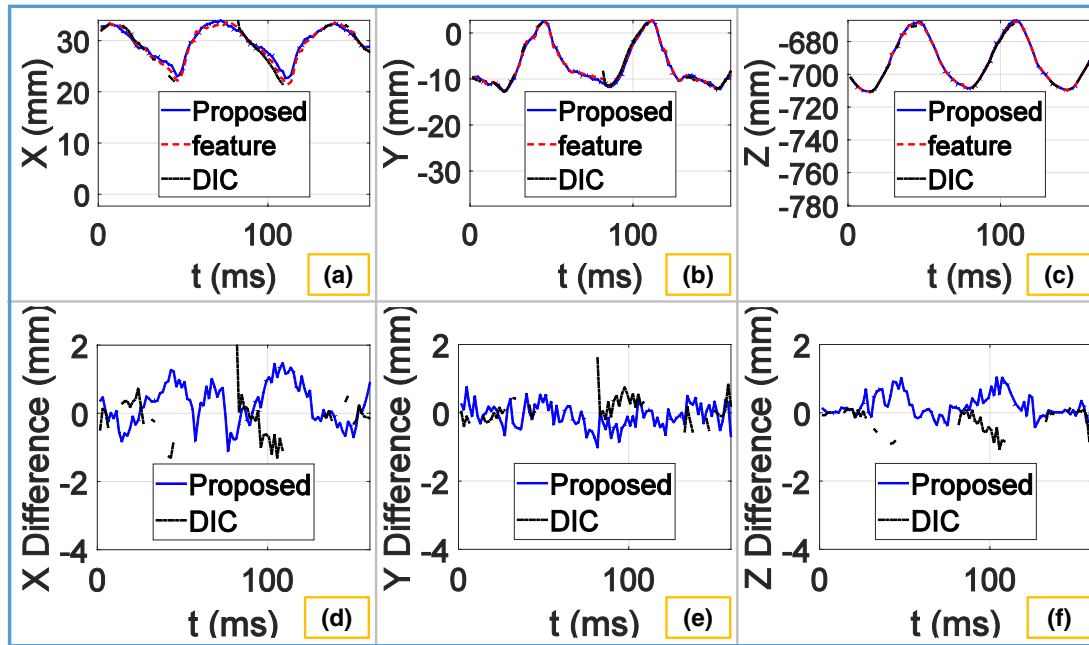 X (mm)
30
20
10
0
Proposed
feature
DIC
0
100
t (ms)
(a)
Y (mm)
0
-10
-20
-30
Proposed
feature
DIC
0
100
t (ms)
(b)
Z (mm)
-680
-700
-720
-740
-760
-780
Proposed
feature
DIC
0
100
t (ms)
(c)
X Difference (mm)
2
0
-2
-4
Proposed
DIC
0
100
t (ms)
(d)
Y Difference (mm)
2
0
-2
-4
Proposed
DIC
0
100
t (ms)
(e)
Z Difference (mm)
2
0
-2
-4
Proposed
DIC
0
100
t (ms)
(f)